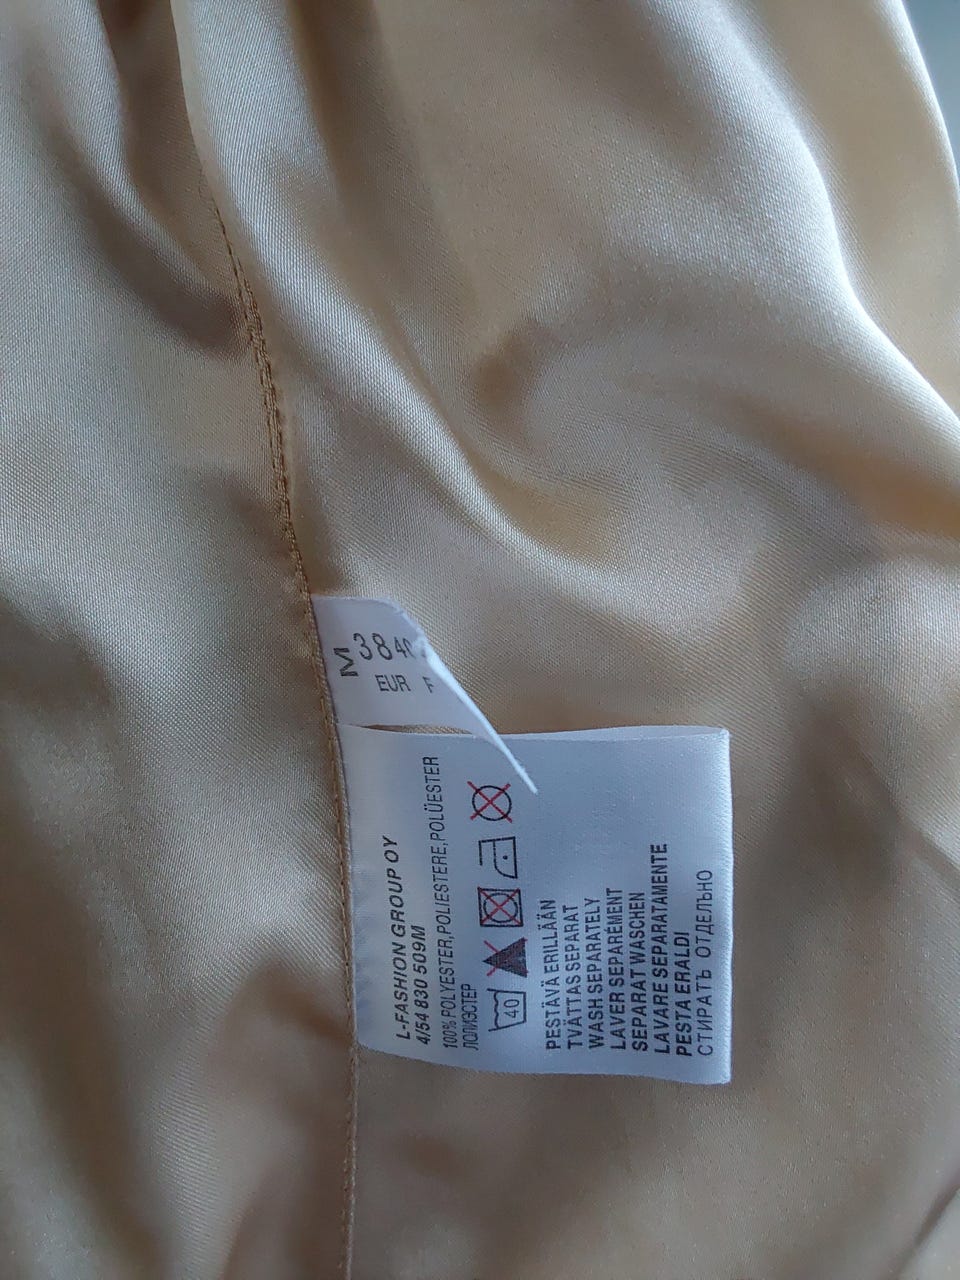 M 38
EUR F
L-FASHION GROUP OY
4/54 830 509M
100% POLYESTER,POLIESTERE,POLÜESTER
ПОЛИЭСТЕР
40
PESTÄVÄ ERILLÄÄN
TVÄTTAS SEPARAT
WASH SEPARATELY
LAVER SEPARÉMENT
SEPARAT WASCHEN
LAVARE SEPARATAMENTE
PESTA ERALDI
СТИРАТЬ ОТДЕЛЬНО